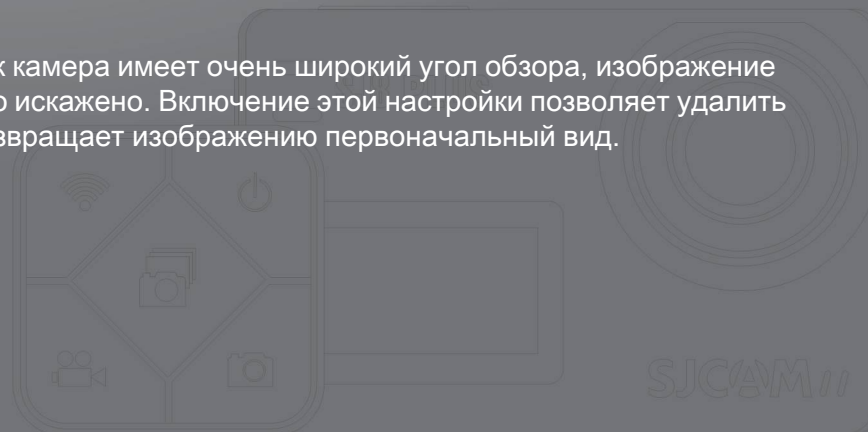 к камера имеет очень широкий угол обзора, изображение
о искажено. Включение этой настройки позволяет удалить
звращает изображению первоначальный вид.
SJCAM